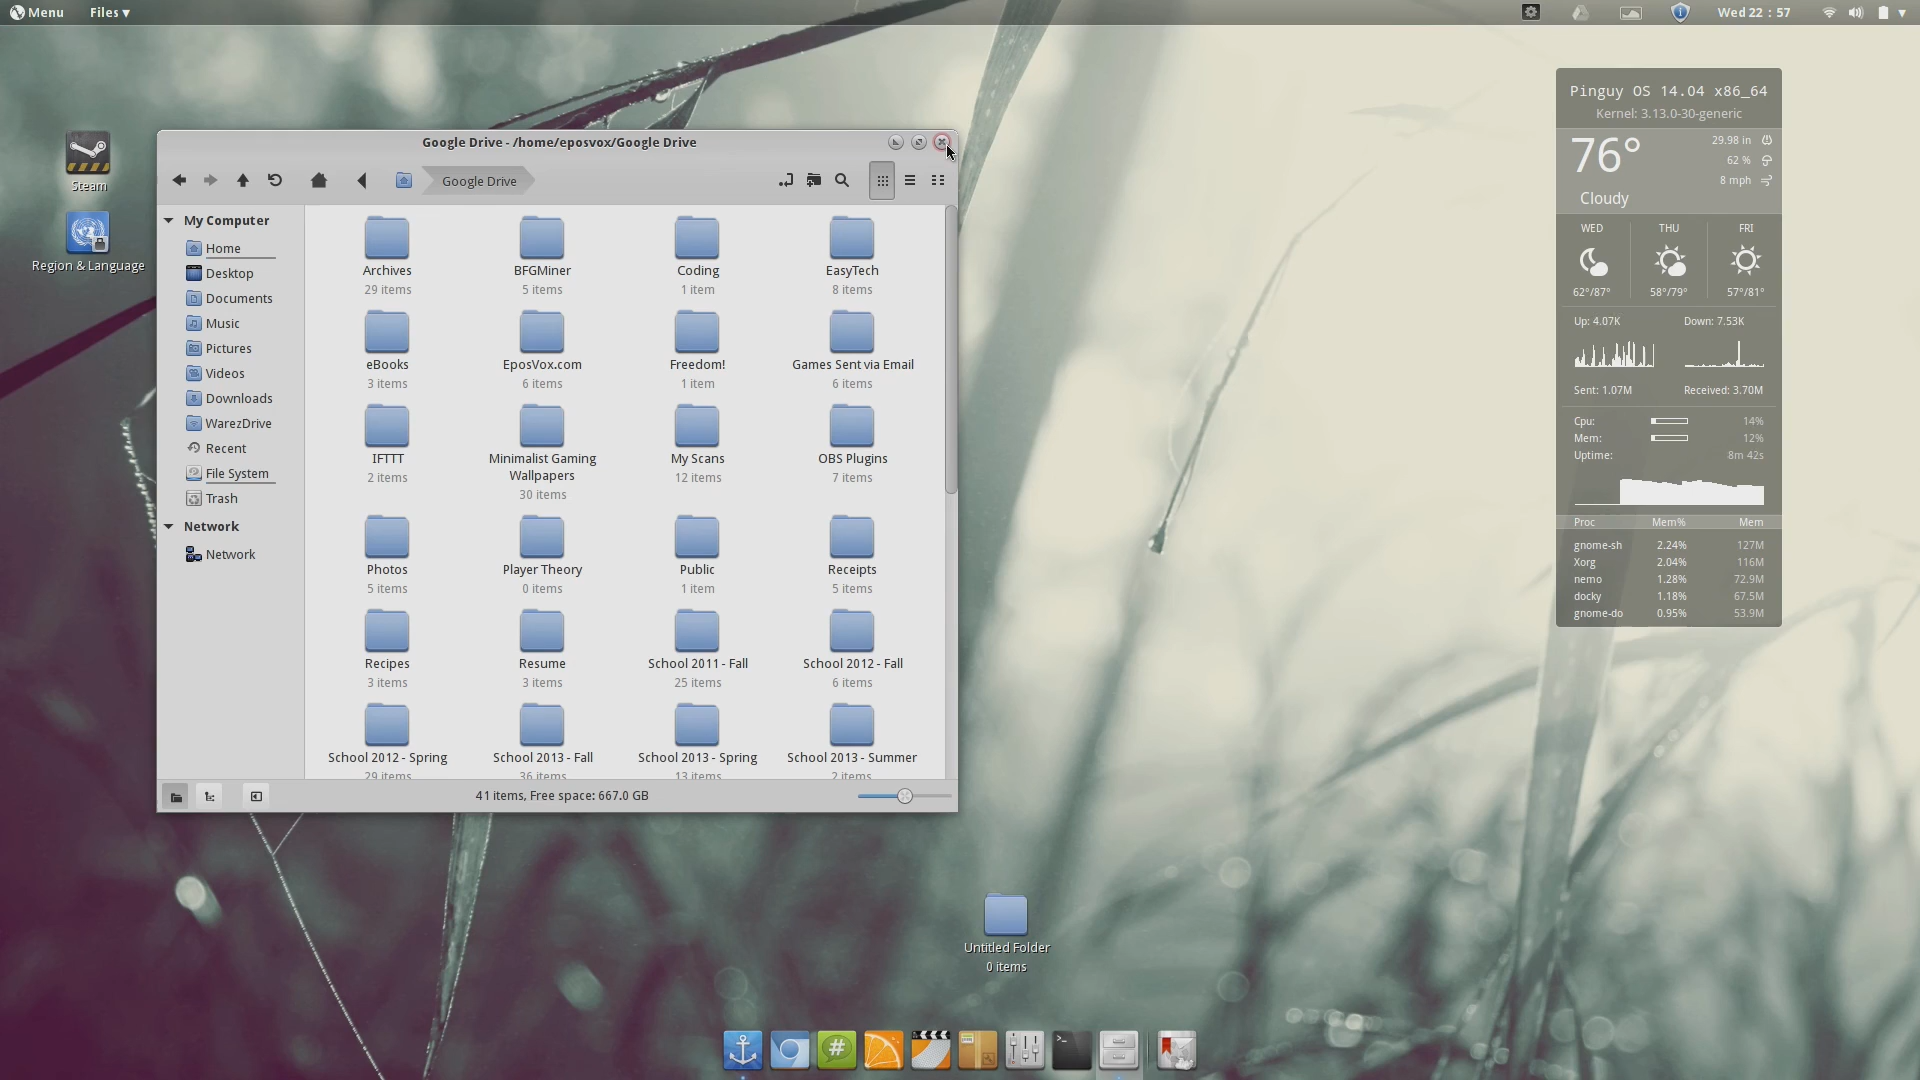 Menu
Files ▾
Wed 22 : 57
Steam
Region & Language
Google Drive - /home/eposvox/Google Drive
Google Drive
My Computer
Home
Desktop
Documents
Music
Pictures
Videos
Downloads
WarezDrive
Recent
File System
Trash
Network
Network
Archives
29 items
BFGMiner
5 items
Coding
1 item
EasyTech
8 items
eBooks
3 items
EposVox.com
6 items
Freedom!
1 item
Games Sent via Email
6 items
IFTTT
2 items
Minimalist Gaming
Wallpapers
30 items
My Scans
12 items
OBS Plugins
7 items
Photos
5 items
Player Theory
0 items
Public
1 item
Receipts
5 items
Recipes
3 items
Resume
3 items
School 2011 - Fall
25 items
School 2012 - Fall
6 items
School 2012 - Spring
29 items
School 2013 - Fall
36 items
School 2013 - Spring
13 items
School 2013 - Summer
2 items
41 items, Free space: 667.0 GB
Pinguy OS 14.04 x86_64
Kernel: 3.13.0-30-generic
76°
Cloudy
29.98 in
62 %
8 mph
WED THU FRI
62°/87° 58°/79° 57°/81°
Up: 4.07K Down: 7.53K
Sent: 1.07M Received: 3.70M
Cpu: 14%
Mem: 12%
Uptime: 8m 42s
Proc Mem% Mem
gnome-sh 2.24% 127M
Xorg 2.04% 116M
nemo 1.28% 72.9M
docky 1.18% 67.5M
gnome-do 0.95% 53.9M
Untitled Folder
0 items
#
>_